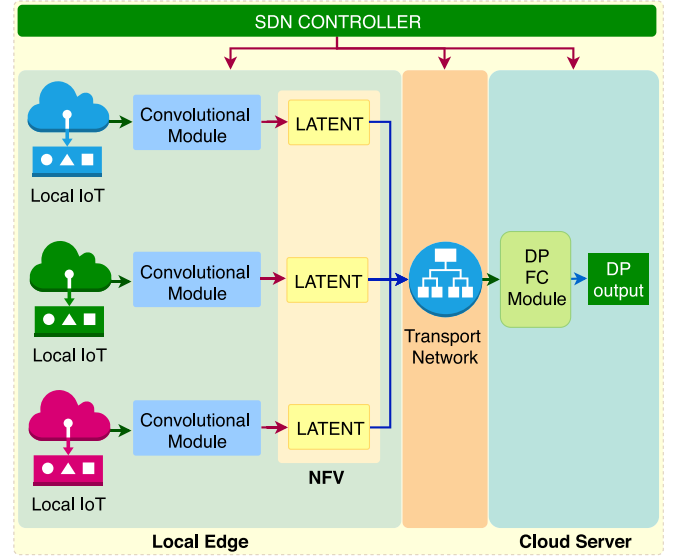 SDN CONTROLLER
Convolutional
Module
LATENT
Local IoT
Convolutional
Module
LATENT
Local IoT
Convolutional
Module
LATENT
Local IoT
NFV
Transport
Network
DP
FC
Module
DP
output
Local Edge
Cloud Server